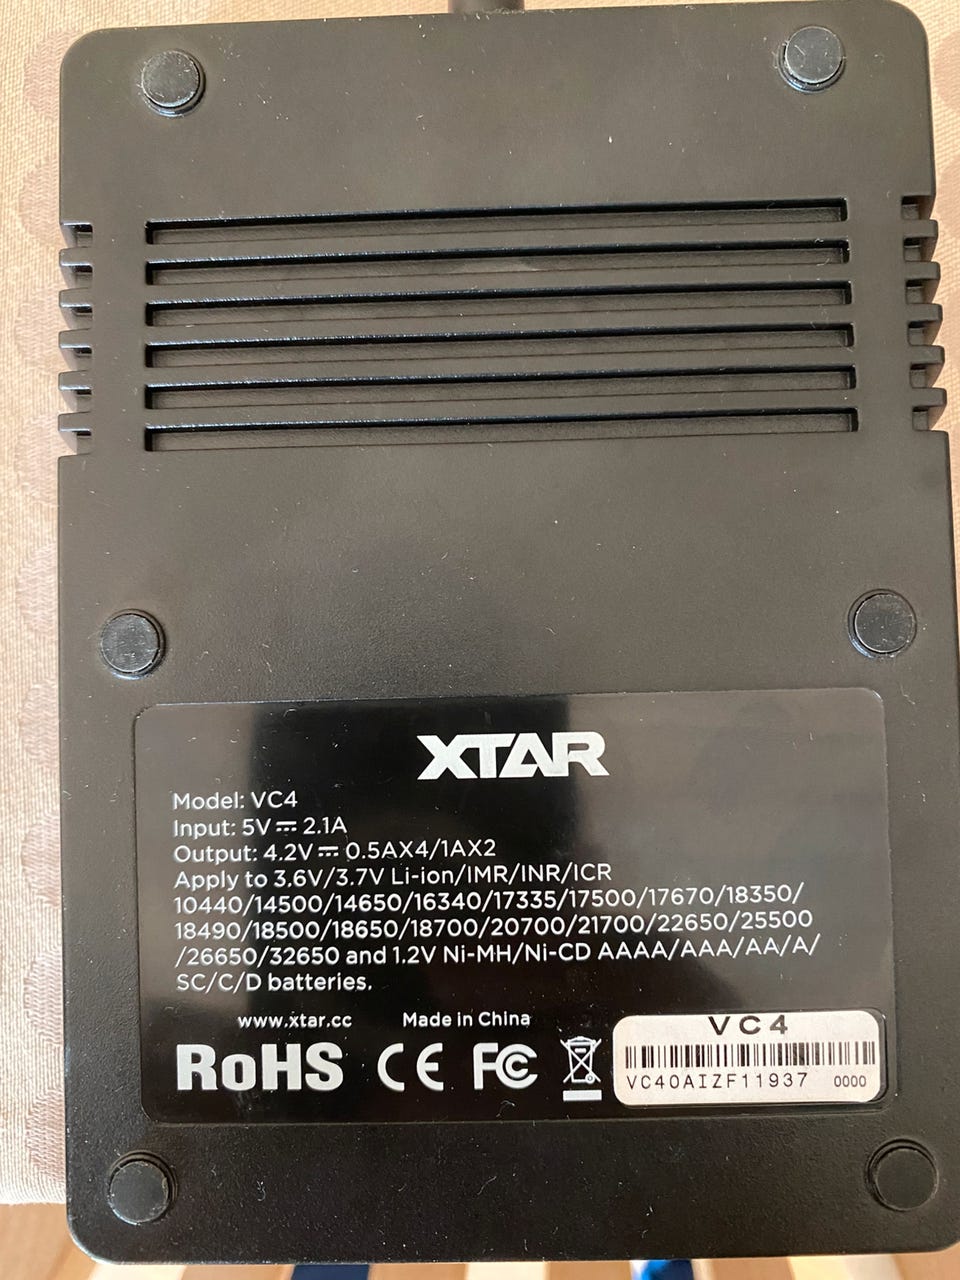 XTAR
Model: VC4
Input: 5V⎓2.1A
Output: 4.2V⎓0.5AX4/1AX2
Apply to 3.6V/3.7V Li-ion/IMR/INR/ICR
10440/14500/14650/16340/17335/17500/17670/18350/
18490/18500/18650/18700/20700/21700/22650/25500
/26650/32650 and 1.2V Ni-MH/Ni-CD AAAA/AAA/AA/A/
SC/C/D batteries.
www.xtar.cc Made in China
RoHS CE FC
VC4
VC40AIZF11937 0000